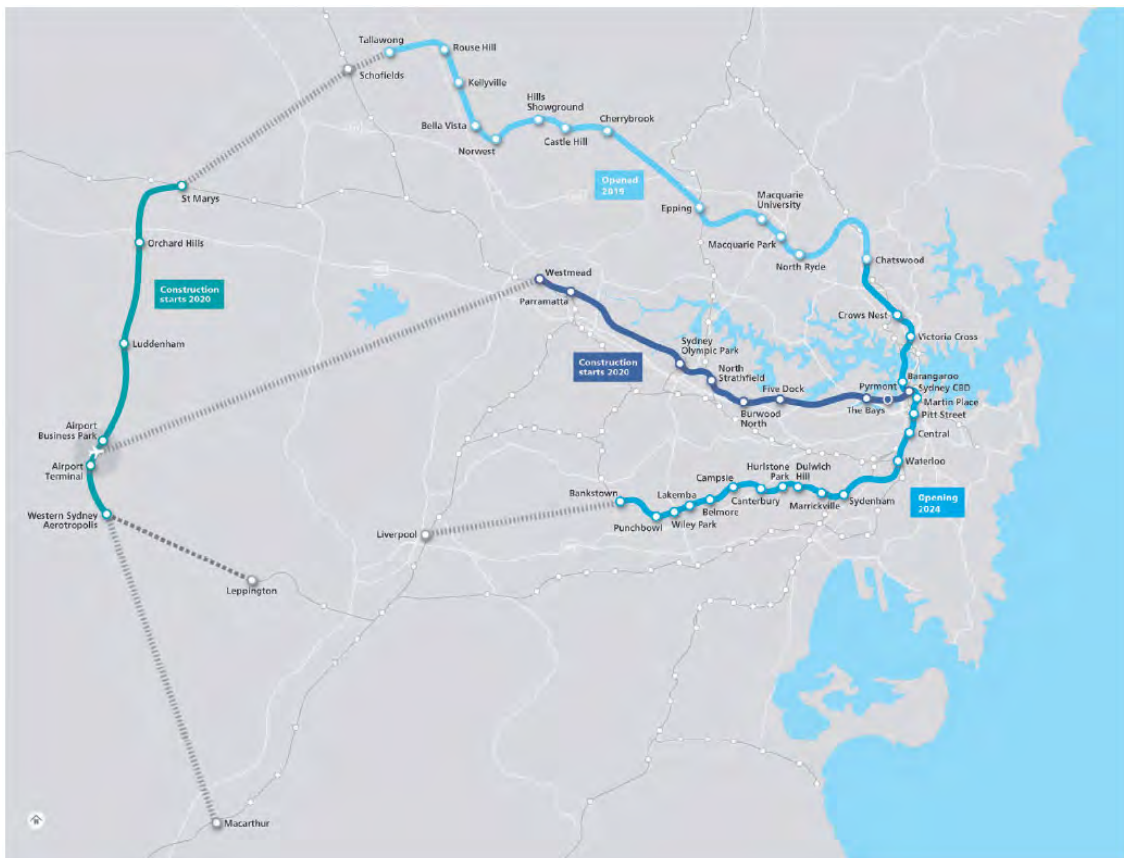 Tallawong
Rouse Hill
Schofields
Kellyville
Hills
Showground
Bella Vista
Cherrybrook
Norwest
Castle Hill
Opened
2019
St Marys
Macquarie
University
Epping
Orchard Hills
Macquarie Park
North Ryde
Chatswood
Westmead
Construction
starts 2020
Parramatta
Crows Nest
Luddenham
Victoria Cross
Sydney
Olympic Park
Construction
starts 2020
North
Strathfield
Barangaroo
Five Dock
Pyrmont
Sydney CBD
Martin Place
Burwood
North
The Bays
Pitt Street
Airport
Business Park
Central
Airport
Terminal
Waterloo
Hurlstone
Park
Dulwich
Hill
Campsie
Bankstown
Lakemba
Canterbury
Sydenham
Opening
2024
Belmore
Marrickville
Western Sydney
Aerotropolis
Punchbowl
Wiley Park
Liverpool
Leppington
Macarthur